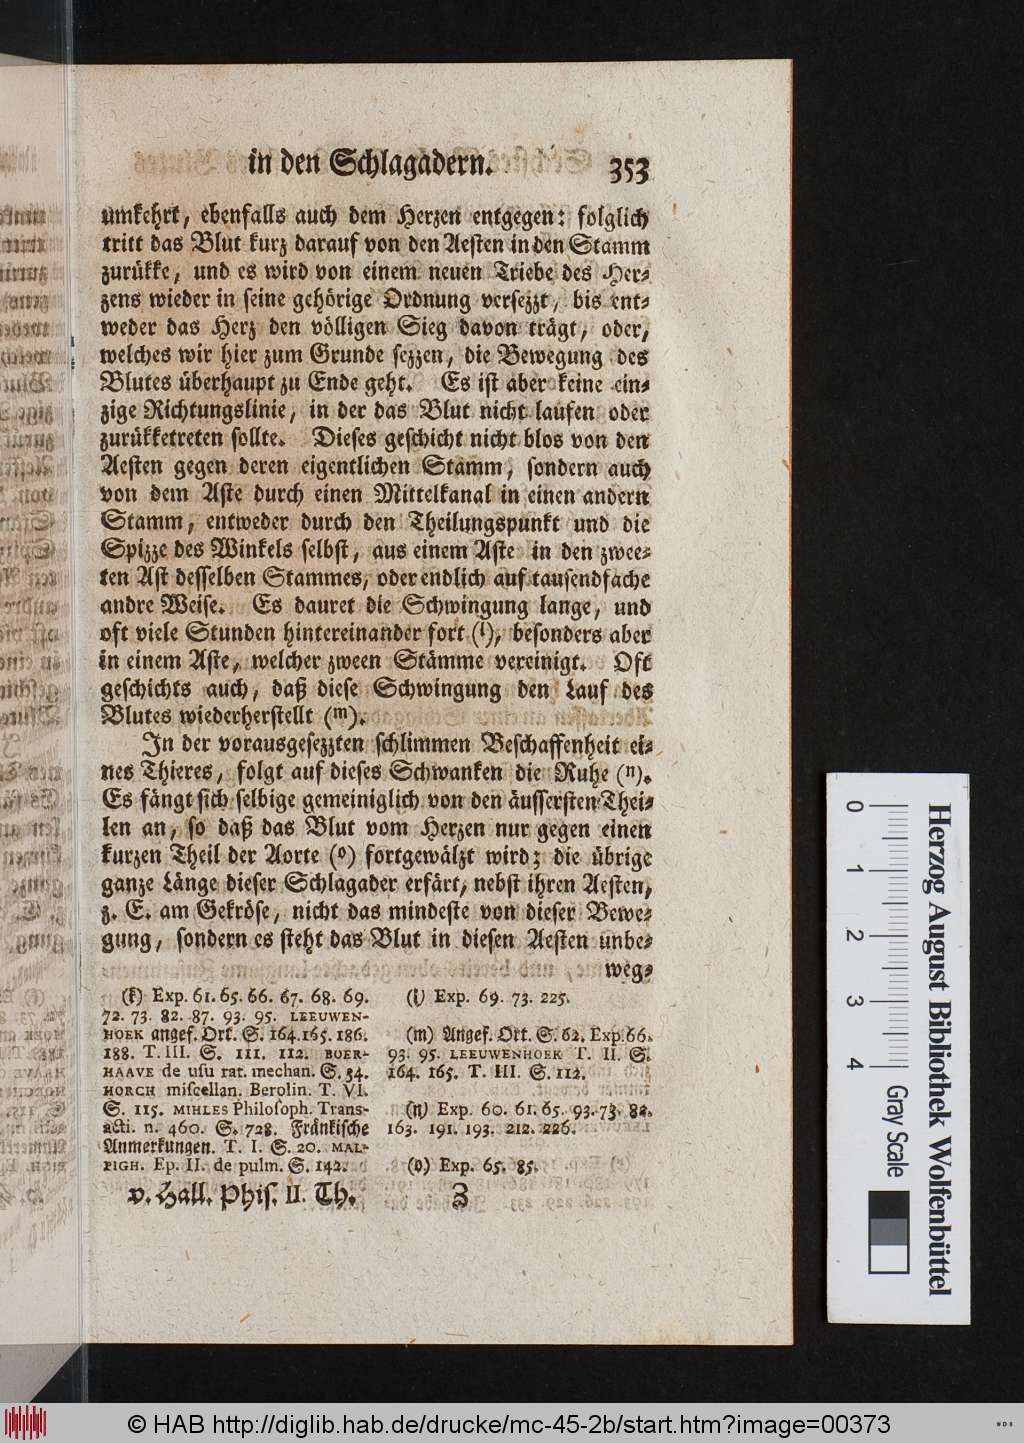 in den Schlagadern. 353
umkehrt, ebenfalls auch dem Herzen entgegen: folglich
tritt das Blut kurz darauf von den Aesten in den Stamm
zurükke, und es wird von einem neuen Triebe des Her-
zens wieder in seine gehörige Ordnung versezzt, bis ent-
weder das Herz den völligen Sieg davon trägt, oder,
welches wir hier zum Grunde sezzen, die Bewegung des
Blutes überhaupt zu Ende geht. Es ist aber keine ein-
zige Richtungslinie, in der das Blut nicht laufen oder
zurükketreten sollte. Dieses geschicht nicht blos von den
Aesten gegen deren eigentlichen Stamm, sondern auch
von dem Aste durch einen Mittelkanal in einen andern
Stamm, entweder durch den Theilungspunkt und die
Spizze des Winkels selbst, aus einem Aste in den zwee-
ten Ast desselben Stammes, oder endlich auf tausendfache
andre Weise. Es dauret die Schwingung lange, und
oft viele Stunden hintereinander fort (l), besonders aber
in einem Aste, welcher zween Stämme vereinigt. Oft
geschichts auch, daß diese Schwingung den Lauf des
Blutes wiederherstellt (m).
In der vorausgesezzten schlimmen Beschaffenheit ei-
nes Thieres, folgt auf dieses Schwanken die Ruhe (n).
Es fängt sich selbige gemeiniglich von den äussersten Thei-
len an, so daß das Blut vom Herzen nur gegen einen
kurzen Theil der Aorte (o) fortgewälzt wird; die übrige
ganze Länge dieser Schlagader erfärt, nebst ihren Aesten,
z. E. am Gekröse, nicht das mindeste von dieser Bewe-
gung, sondern es steht das Blut in diesen Aesten unbe-
weg-
(k) Exp. 61. 65. 66. 67. 68. 69.
72. 73. 82. 87. 93. 95. LEEUWEN-
HOEK angef. Ort. S. 164. 165. 186.
188. T. III. S. 111. 112. BOER-
HAAVE de usu rat. mechan. S. 34.
HORCH miscellan. Berolin. T. VI.
S. 115. MIHLES Philosoph. Trans-
acti. n. 460. S. 728. Fränkische
Anmerkungen. T. I. S. 20. MAL-
PIGH. Ep. II. de pulm. S. 142.
(l) Exp. 69. 73. 225.
(m) Angef. Ort. S. 62. Exp. 66.
93. 95. LEEUWENHOEK T. II. S.
164. 165. T. III. S. 112.
(n) Exp. 60. 61. 65. 93. 73. 82.
163. 191. 193. 212. 226.
(o) Exp. 65. 85.
v. Hall. Phis. II. Th. Z
0 1 2 3 4
Gray Scale
Herzog August Bibliothek Wolfenbüttel
© HAB http://diglib.hab.de/drucke/mc-45-2b/start.htm?image=00373